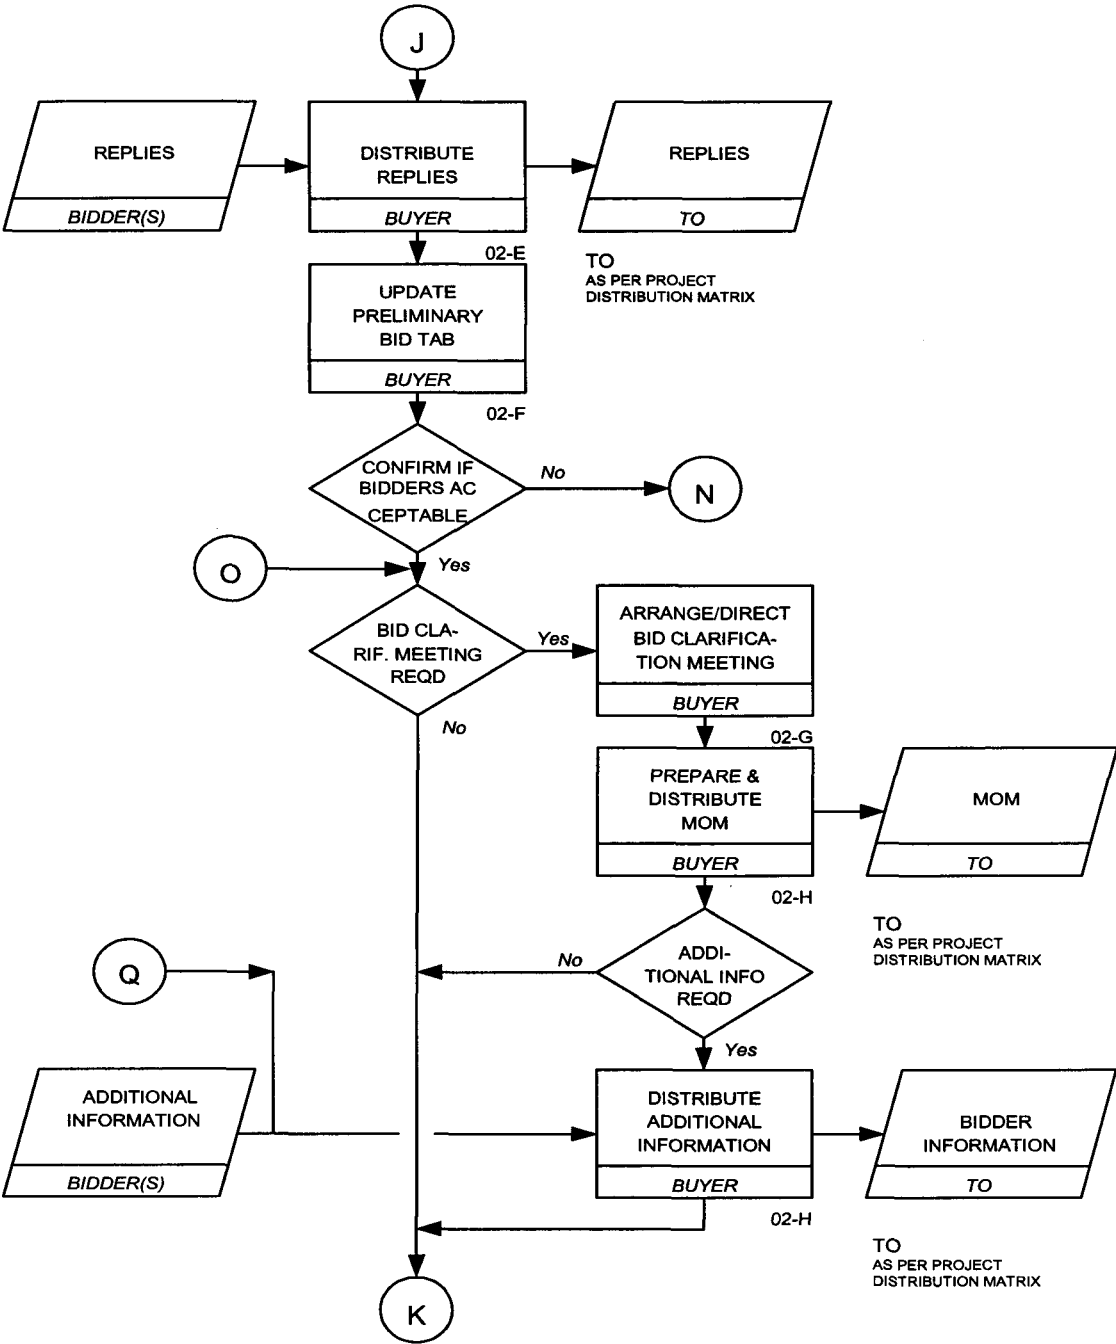 J
REPLIES
BIDDER(S)
DISTRIBUTE
REPLIES
BUYER
02-E
REPLIES
TO
TO
AS PER PROJECT
DISTRIBUTION MATRIX
UPDATE
PRELIMINARY
BID TAB
BUYER
02-F
CONFIRM IF
BIDDERS AC
CEPTABLE
No
N
Yes
O
BID CLA-
RIF. MEETING
REQD
Yes
No
ARRANGE/DIRECT
BID CLARIFICA-
TION MEETING
BUYER
02-G
PREPARE &
DISTRIBUTE
MOM
BUYER
02-H
MOM
TO
TO
AS PER PROJECT
DISTRIBUTION MATRIX
ADDI-
TIONAL INFO
REQD
No
Yes
Q
ADDITIONAL
INFORMATION
BIDDER(S)
DISTRIBUTE
ADDITIONAL
INFORMATION
BUYER
02-H
BIDDER
INFORMATION
TO
TO
AS PER PROJECT
DISTRIBUTION MATRIX
K